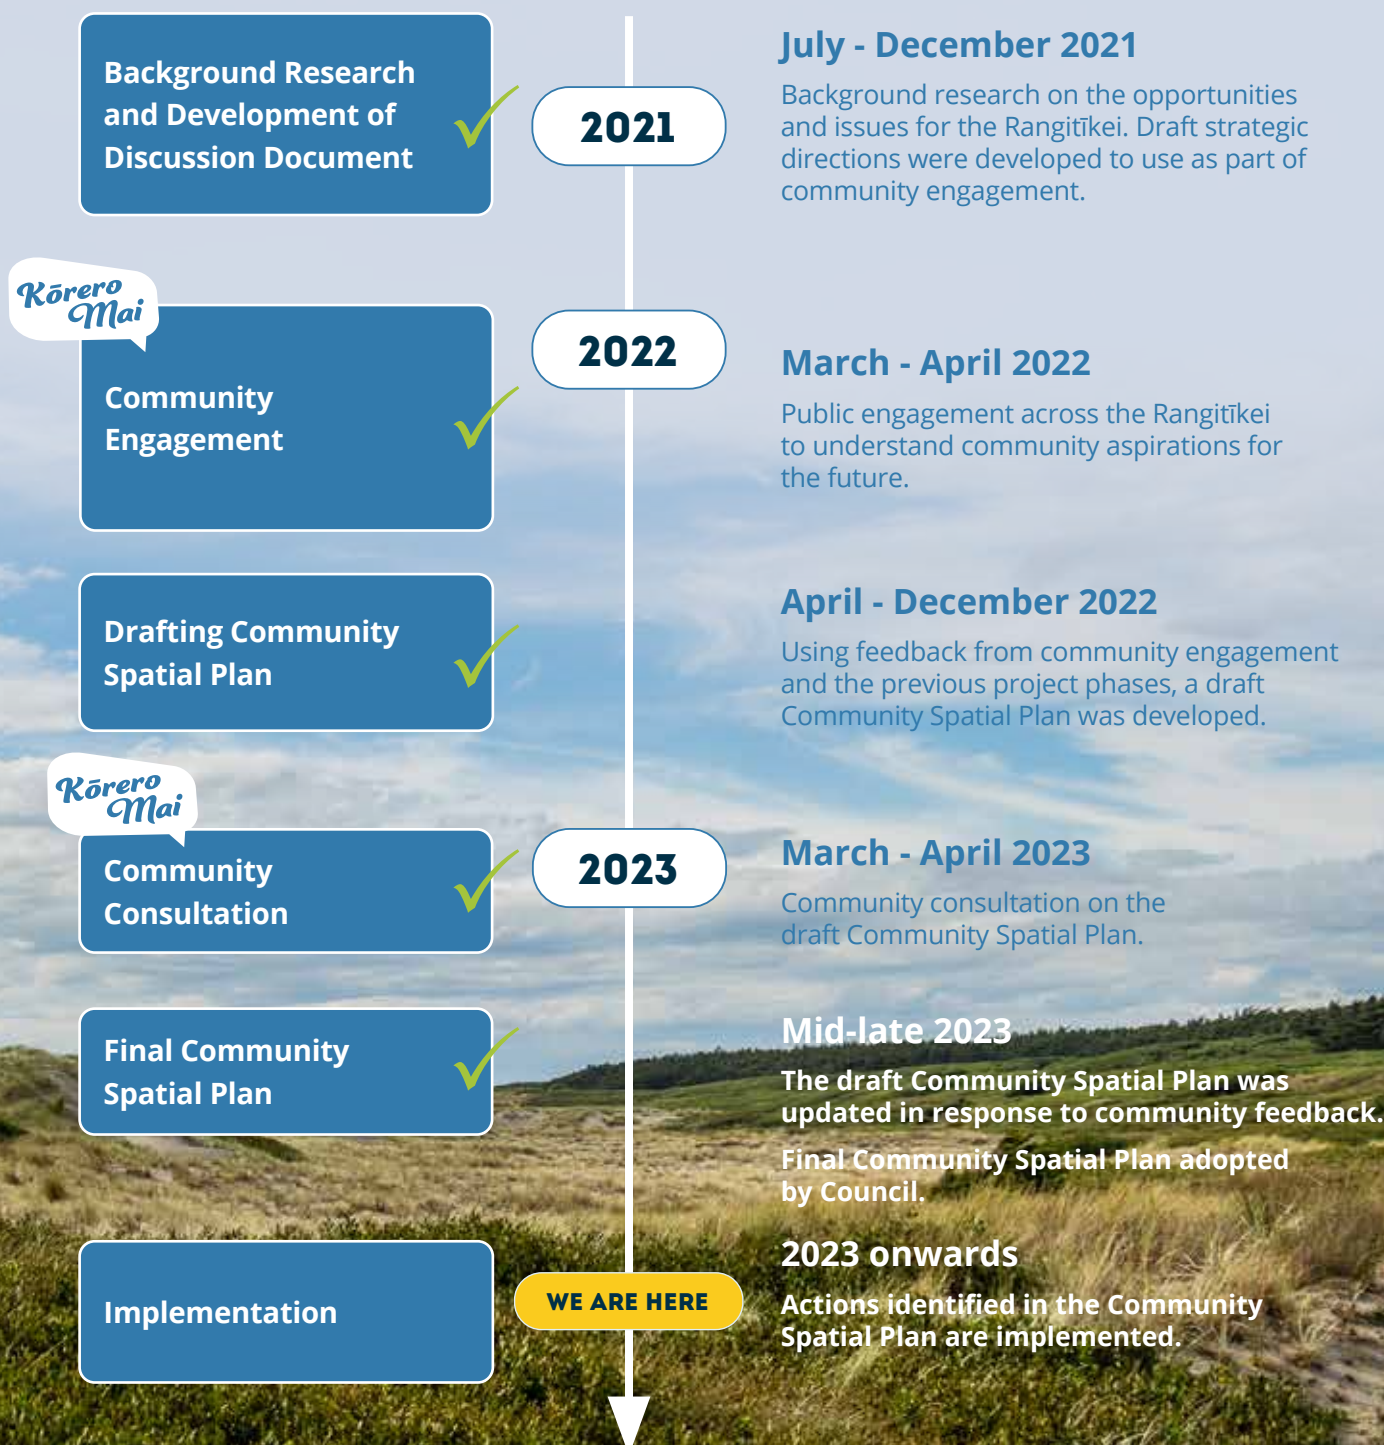 Background Research
and Development of
Discussion Document
2021
July - December 2021
Background research on the opportunities
and issues for the Rangitīkei. Draft strategic
directions were developed to use as part of
community engagement.
Kōrero
Mai
Community
Engagement
2022
March - April 2022
Public engagement across the Rangitīkei
to understand community aspirations for
the future.
Drafting Community
Spatial Plan
April - December 2022
Using feedback from community engagement
and the previous project phases, a draft
Community Spatial Plan was developed.
Kōrero
Mai
Community
Consultation
2023
March - April 2023
Community consultation on the
draft Community Spatial Plan.
Final Community
Spatial Plan
Mid-late 2023
The draft Community Spatial Plan was
updated in response to community feedback.
Final Community Spatial Plan adopted
by Council.
Implementation
WE ARE HERE
2023 onwards
Actions identified in the Community
Spatial Plan are implemented.